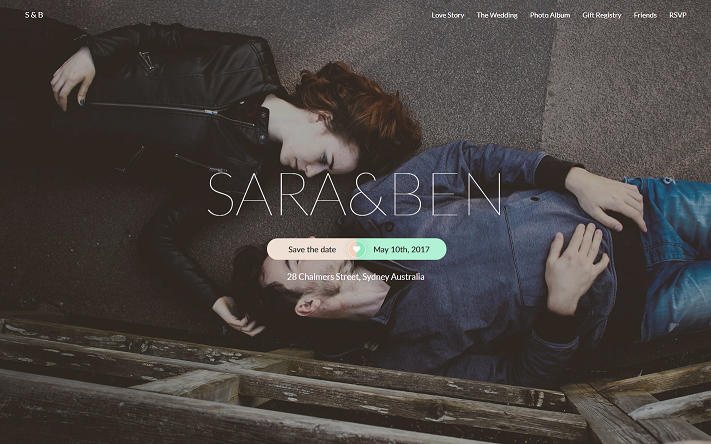 S & B
Love Story The Wedding Photo Album Gift Registry Friends RSVP
SARA&BEN
Save the date May 10th, 2017
28 Chalmers Street, Sydney Australia